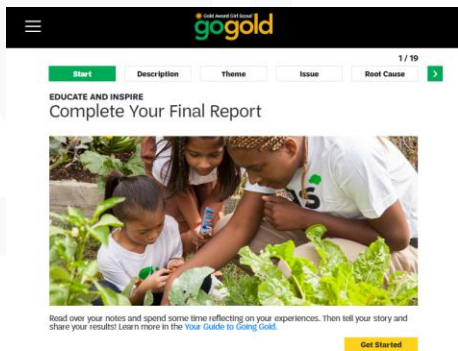 Gold Award Girl Scout
gogold
1 / 19
Start Description Theme Issue Root Cause >
EDUCATE AND INSPIRE
Complete Your Final Report
Read over your notes and spend some time reflecting on your experiences. Then tell your story and
share your results! Learn more in the Your Guide to Going Gold.
Get Started